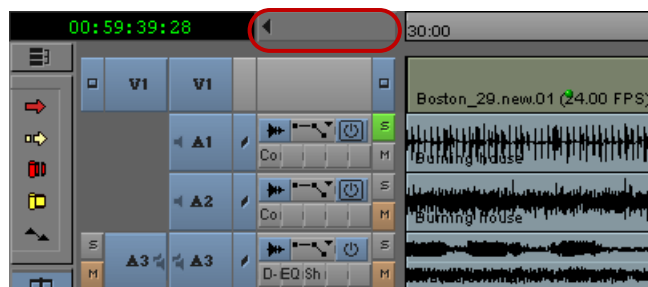 00:59:39:28
30:00
V1 V1
Boston_29.new.01 (24.00 FPS)
S
A1
Co M
Burning house
S
A2
Co M
Burning house
S S
A3 A3
M D- EQ Sh M